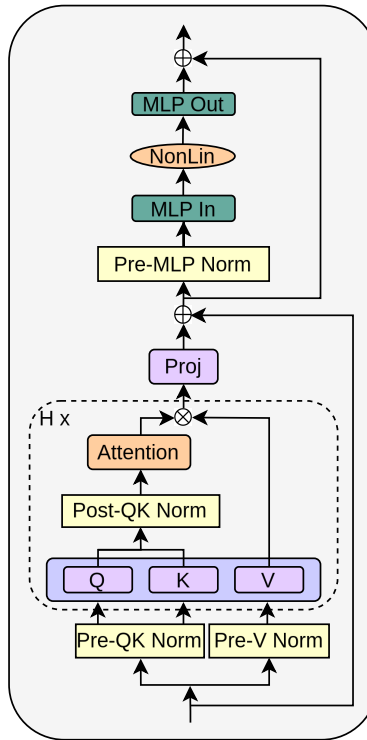 MLP Out
NonLin
MLP In
Pre-MLP Norm
Proj
H x
Attention
Post-QK Norm
Q K V
Pre-QK Norm Pre-V Norm